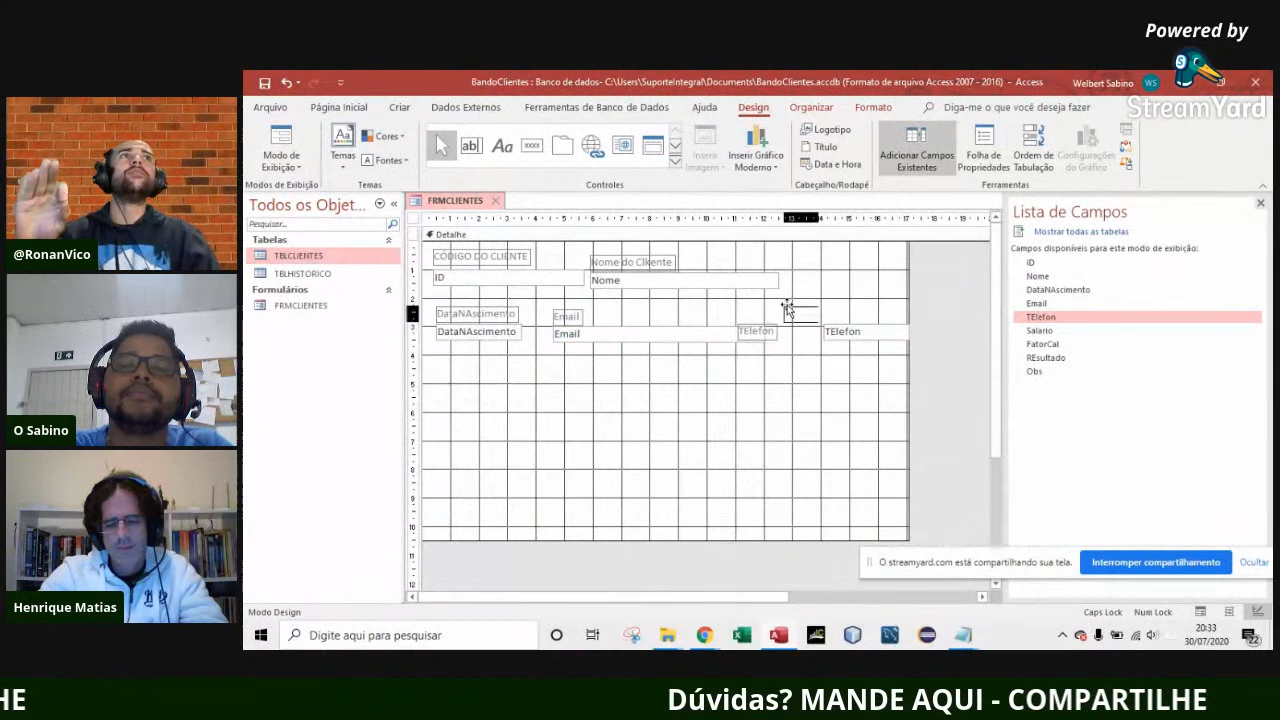 Powered by
StreamYard
BandoClientes : Banco de dados- C:\Users\SuporteIntegral\Documents\BandoClientes.accdb (Formato de arquivo Access 2007 - 2016) - Access
Welbert Sabino
WS
Arquivo Página Inicial Criar Dados Externos Ferramentas de Banco de Dados Ajuda Design Organizar Formato Diga-me o que você deseja fazer
Modo de Exibição
Temas
Cores
Fontes
Aa
xxxx
Inserir Imagem
Inserir Gráfico Moderno
Logotipo
Título
Data e Hora
Adicionar Campos Existentes
Folha de Propriedades
Ordem de Tabulação
Configurações do Gráfico
Modos de Exibição Temas Controles Cabeçalho/Rodapé Ferramentas
Todos os Objet...
Pesquisar...
Tabelas
TBLCLIENTES
TBLHISTORICO
Formulários
FRMCLIENTES
FRMCLIENTES
Detalhe
CÓDIGO DO CLIENTE
Nome do Clkente
ID
Nome
DataNAscimento
Email
DataNAscimento
Email
TElefon
TElefon
Lista de Campos
Mostrar todas as tabelas
Campos disponíveis para este modo de exibição:
ID
Nome
DataNAscimento
Email
TElefon
Salario
FatorCal
REsultado
Obs
O streamyard.com está compartilhando sua tela.
Interromper compartilhamento
Ocultar
Modo Design
Caps Lock
Num Lock
Digite aqui para pesquisar
20:33
30/07/2020
22
@RonanVico
O Sabino
Henrique Matias
HE
Dúvidas? MANDE AQUI - COMPARTILHE